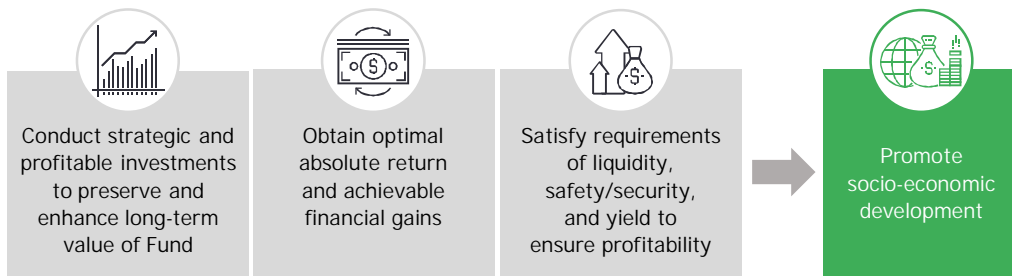 Conduct strategic and
profitable investments
to preserve and
enhance long-term
value of Fund
Obtain optimal
absolute return
and achievable
financial gains
Satisfy requirements
of liquidity,
safety/security,
and yield to
ensure profitability
Promote
socio-economic
development